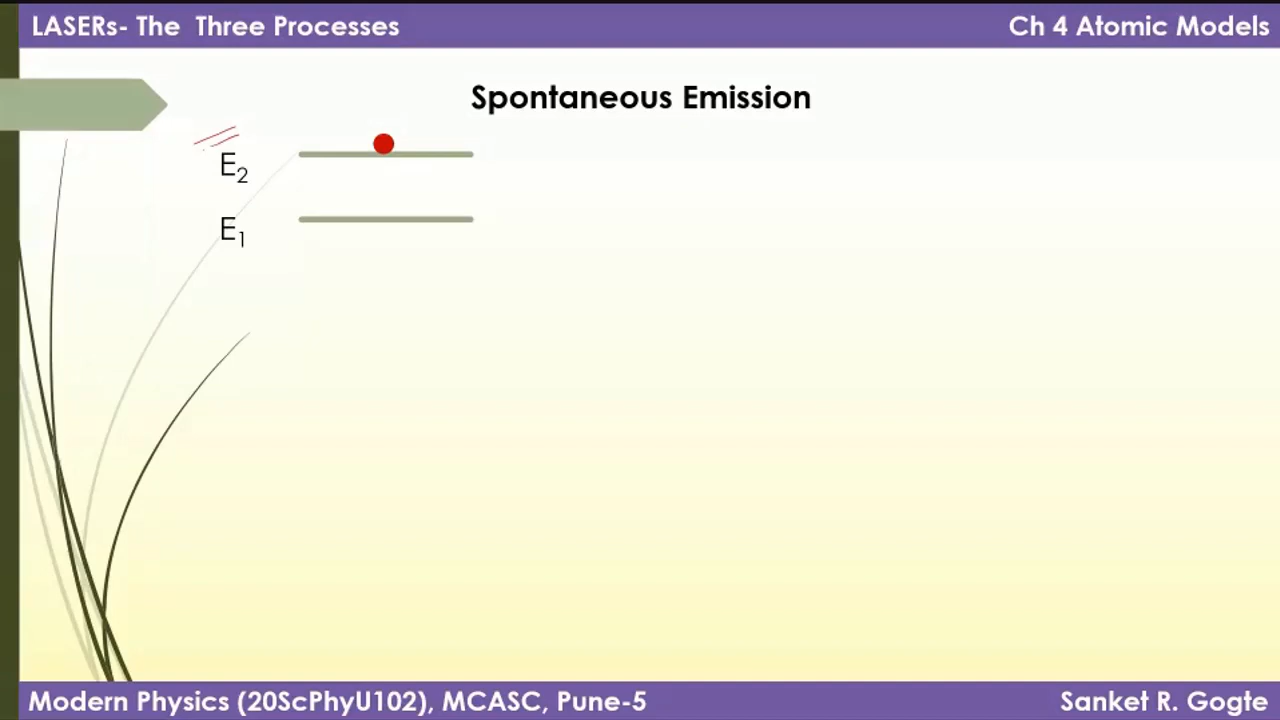 LASERs- The Three Processes
Ch 4 Atomic Models
Spontaneous Emission
E2
E1
Modern Physics (20ScPhyU102), MCASC, Pune-5
Sanket R. Gogte